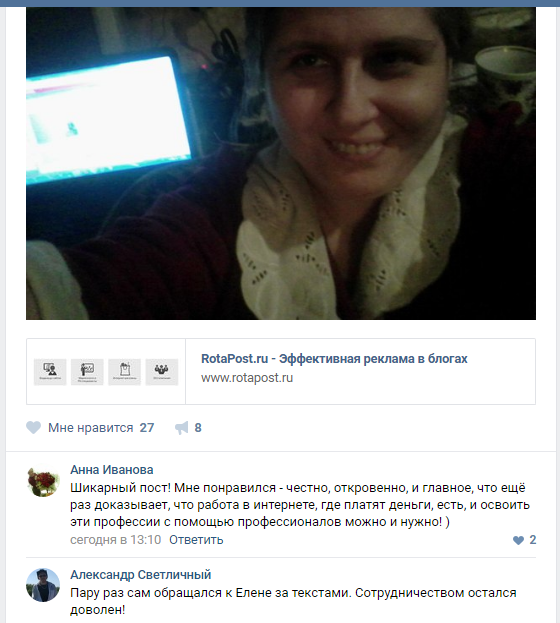 RotaPost.ru - Эффективная реклама в блогах
www.rotapost.ru
Мне нравится 27 8
Анна Иванова
Шикарный пост! Мне понравился - честно, откровенно, и главное, что ещё
раз доказывает, что работа в интернете, где платят деньги, есть, и освоить
эти профессии с помощью профессионалов можно и нужно! )
сегодня в 13:10 Ответить 2
Александр Светличный
Пару раз сам обращался к Елене за текстами. Сотрудничеством остался
доволен!